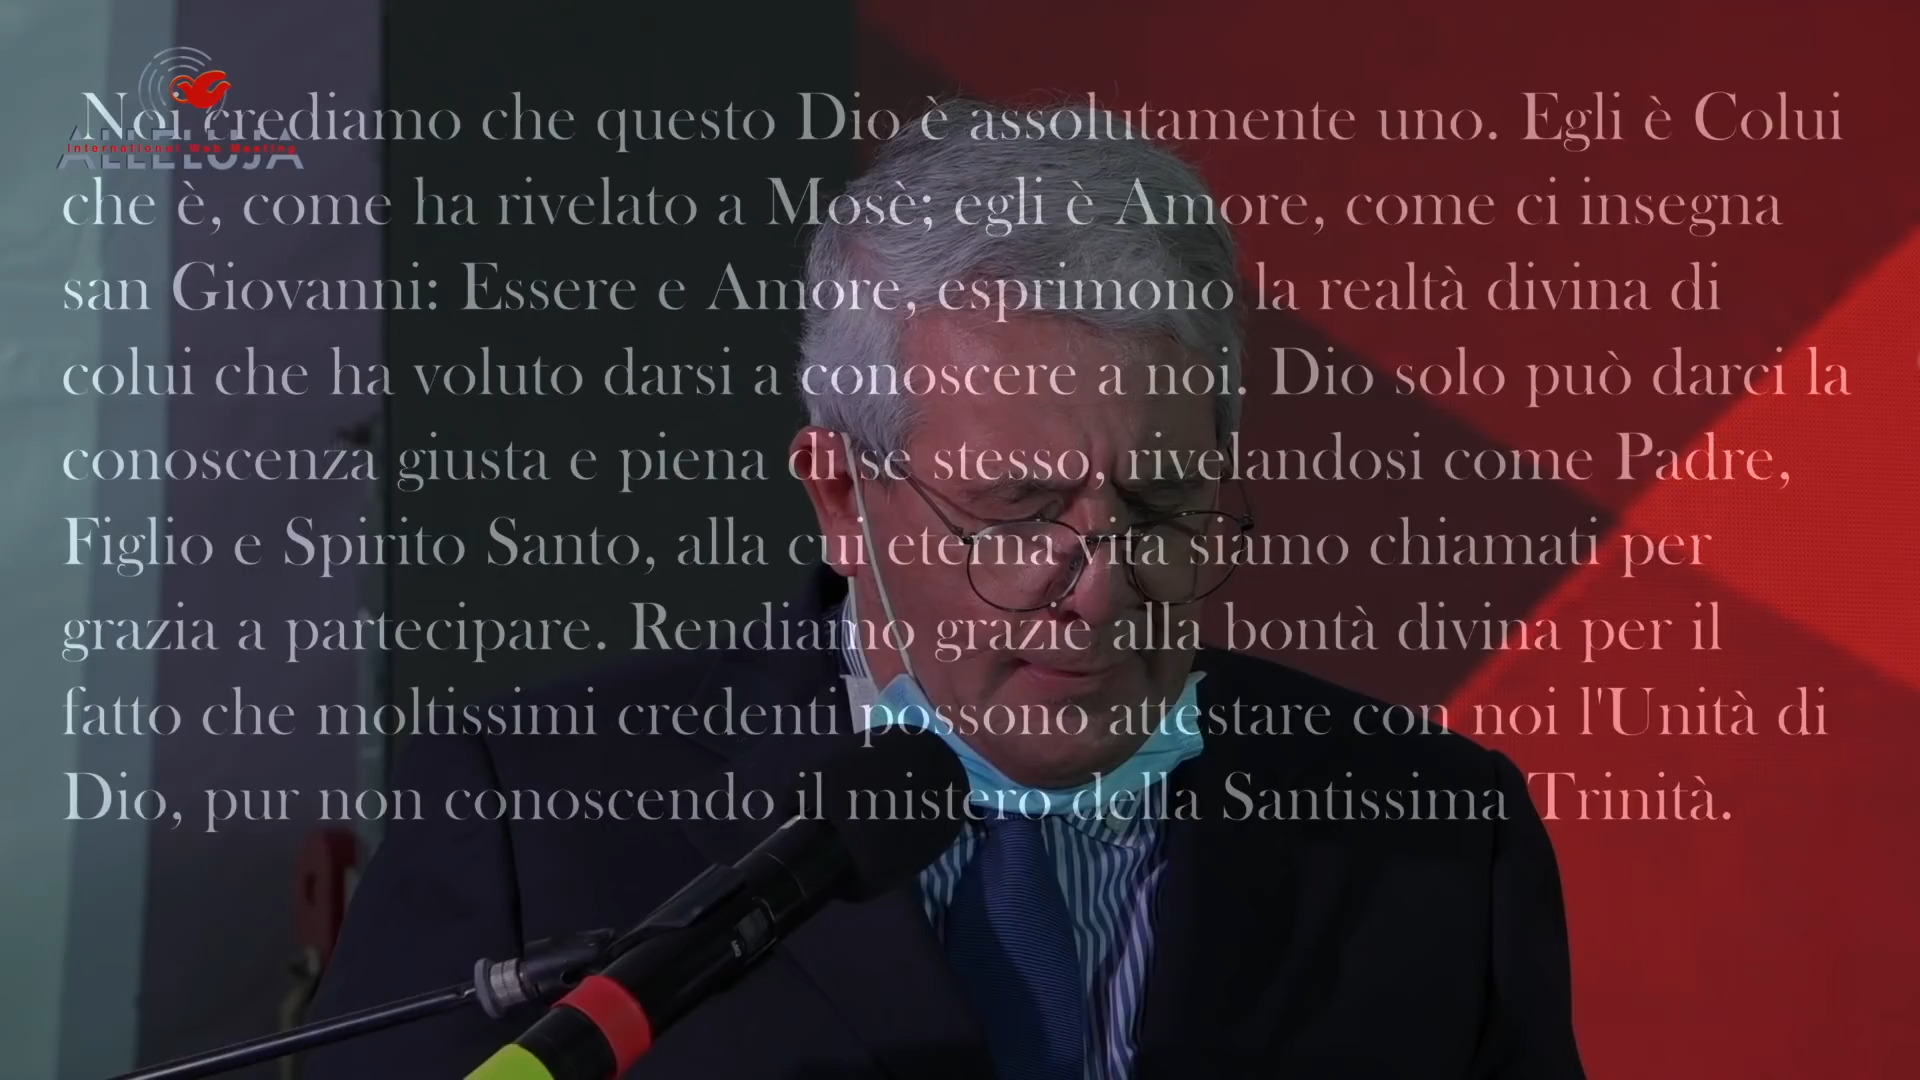 ALLELUJA
International Web Meeting
Noi crediamo che questo Dio è assolutamente uno. Egli è Colui
che è, come ha rivelato a Mosè; egli è Amore, come ci insegna
san Giovanni: Essere e Amore, esprimono la realtà divina di
colui che ha voluto darsi a conoscere a noi. Dio solo può darci la
conoscenza giusta e piena di se stesso, rivelandosi come Padre,
Figlio e Spirito Santo, alla cui eterna vita siamo chiamati per
grazia a partecipare. Rendiamo grazie alla bontà divina per il
fatto che moltissimi credenti possono attestare con noi l'Unità di
Dio, pur non conoscendo il mistero della Santissima Trinità.